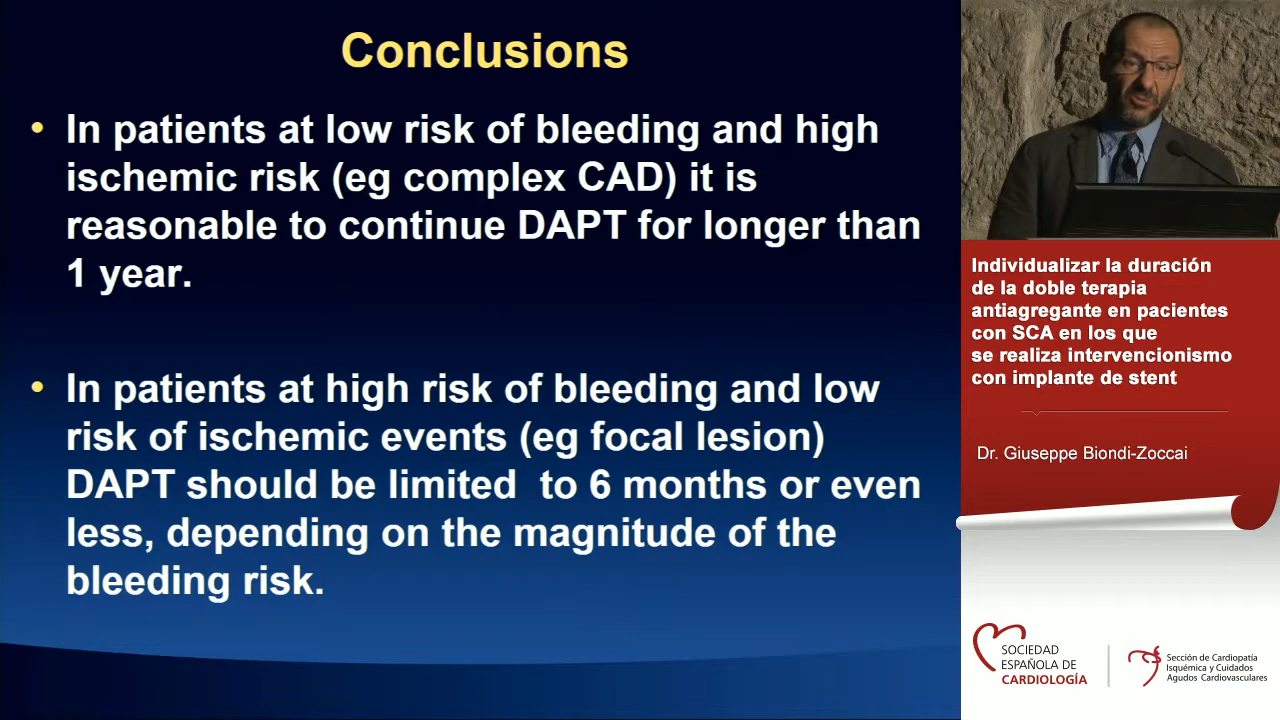 Conclusions
• In patients at low risk of bleeding and high
ischemic risk (eg complex CAD) it is
reasonable to continue DAPT for longer than
1 year.
• In patients at high risk of bleeding and low
risk of ischemic events (eg focal lesion)
DAPT should be limited  to 6 months or even
less, depending on the magnitude of the
bleeding risk.
Individualizar la duración
de la doble terapia
antiagregante en pacientes
con SCA en los que
se realiza intervencionismo
con implante de stent
Dr. Giuseppe Biondi-Zoccai
SOCIEDAD
ESPAÑOLA DE
CARDIOLOGÍA
Sección de Cardiopatía
Isquémica y Cuidados
Agudos Cardiovasculares